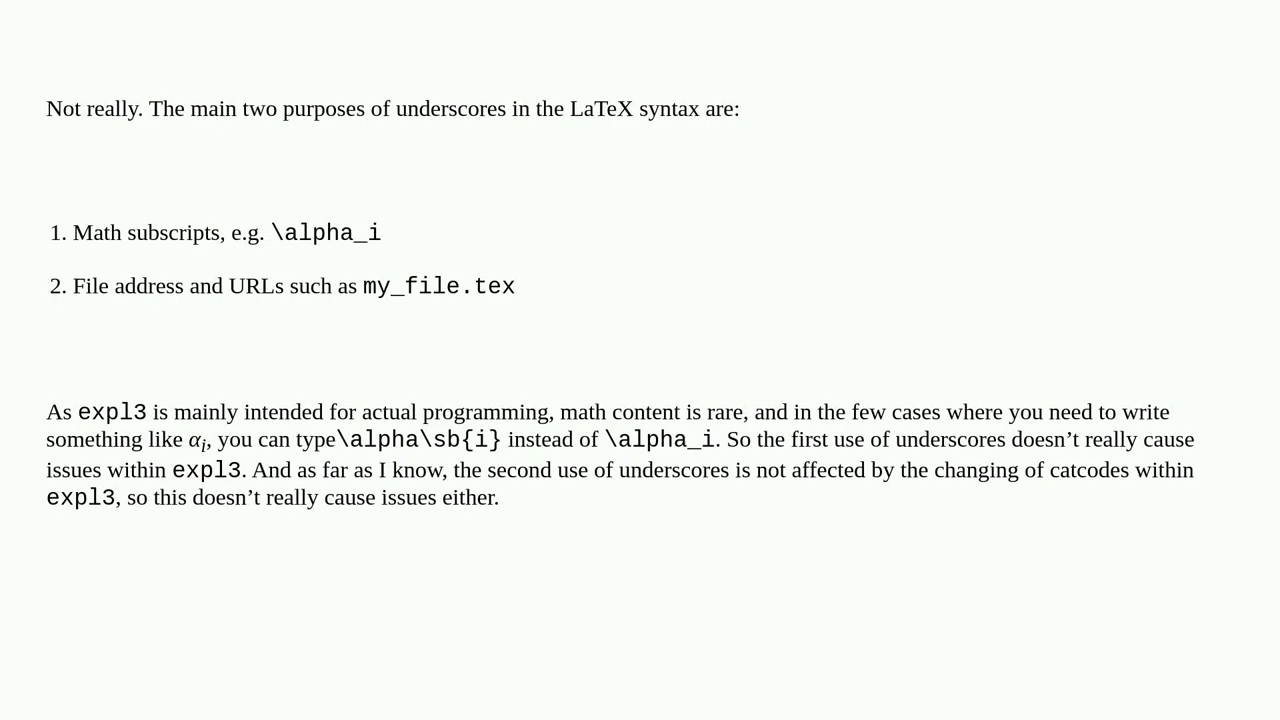 Not really. The main two purposes of underscores in the LaTeX syntax are:
1. Math subscripts, e.g. \alpha_i
2. File address and URLs such as my_file.tex
As expl3 is mainly intended for actual programming, math content is rare, and in the few cases where you need to write
something like αi, you can type\alpha\sb{i} instead of \alpha_i. So the first use of underscores doesn’t really cause
issues within expl3. And as far as I know, the second use of underscores is not affected by the changing of catcodes within
expl3, so this doesn’t really cause issues either.